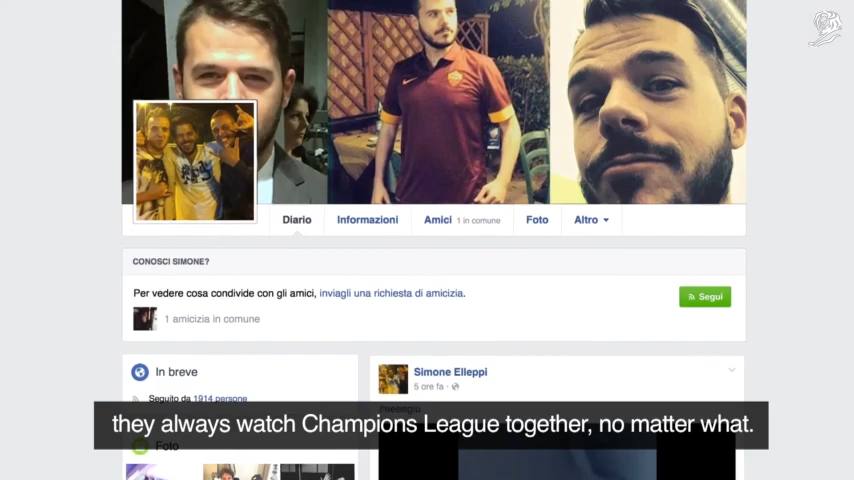 Diario Informazioni Amici 1 in comune Foto Altro
CONOSCI SIMONE?
Per vedere cosa condivide con gli amici, inviagli una richiesta di amicizia.
Segui
1 amicizia in comune
In breve
Seguito da 1914 persone
Foto
Simone Elleppi
5 ore fa ·
they always watch Champions League together, no matter what.